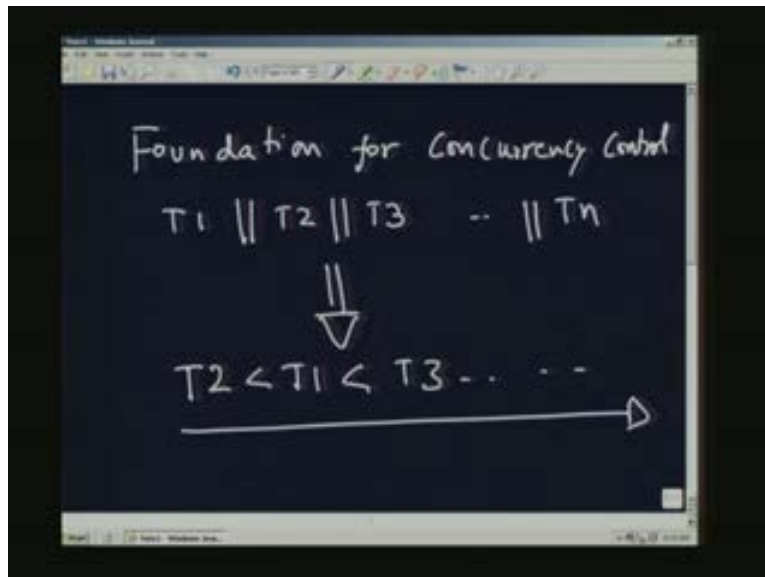 Foundation for Concurrency Control
T1 || T2 || T3 -- || Tn
T2 < T1 < T3 -- --